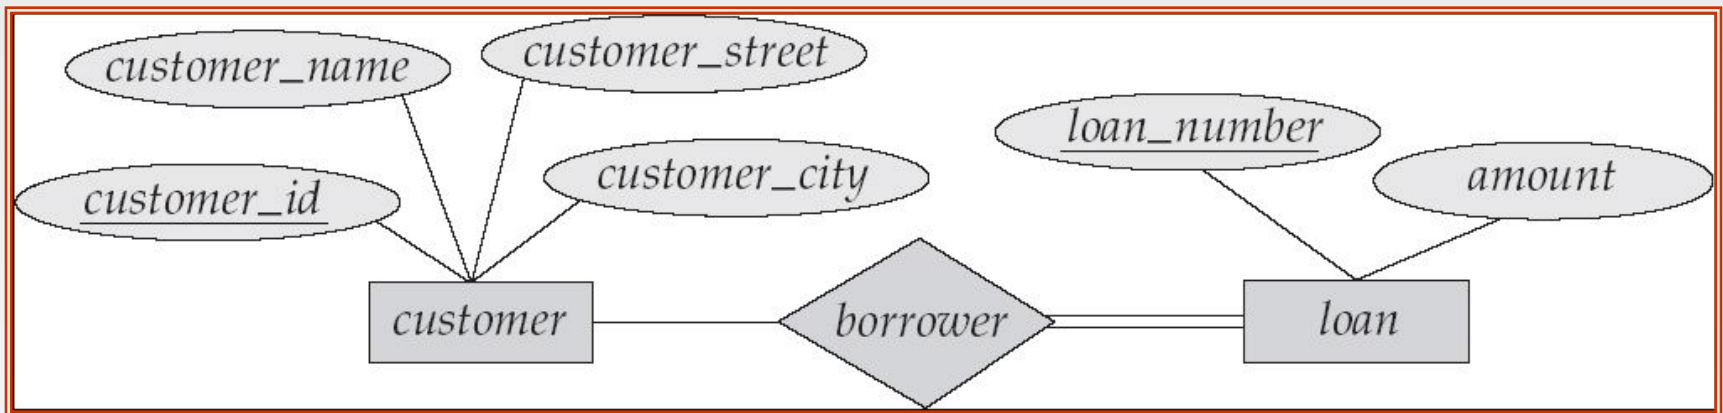 customer_name
customer_street
customer_id
customer_city
loan_number
amount
customer
borrower
loan